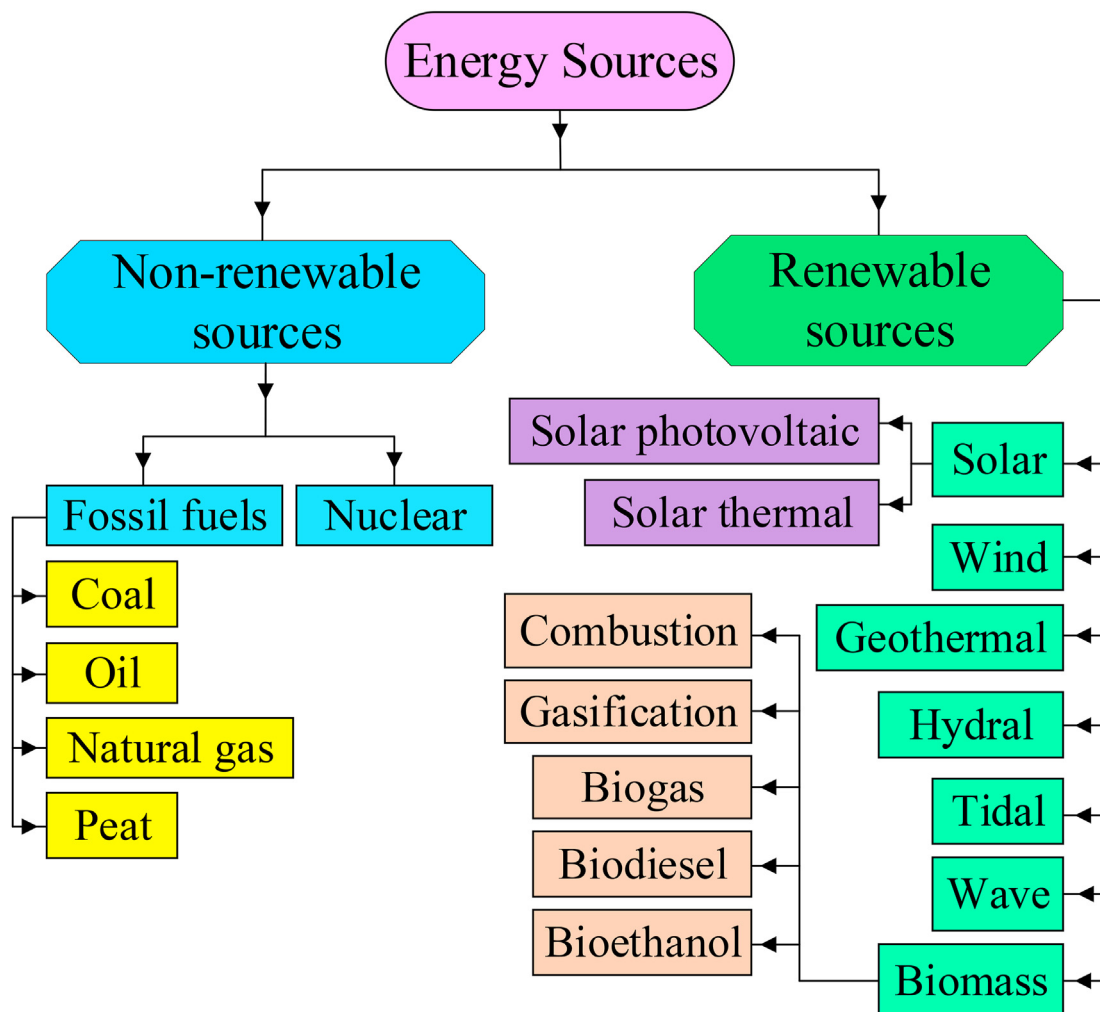 Energy Sources
Non-renewable
sources
Renewable
sources
Fossil fuels
Nuclear
Coal
Oil
Natural gas
Peat
Solar photovoltaic
Solar thermal
Solar
Wind
Geothermal
Hydral
Tidal
Wave
Biomass
Combustion
Gasification
Biogas
Biodiesel
Bioethanol